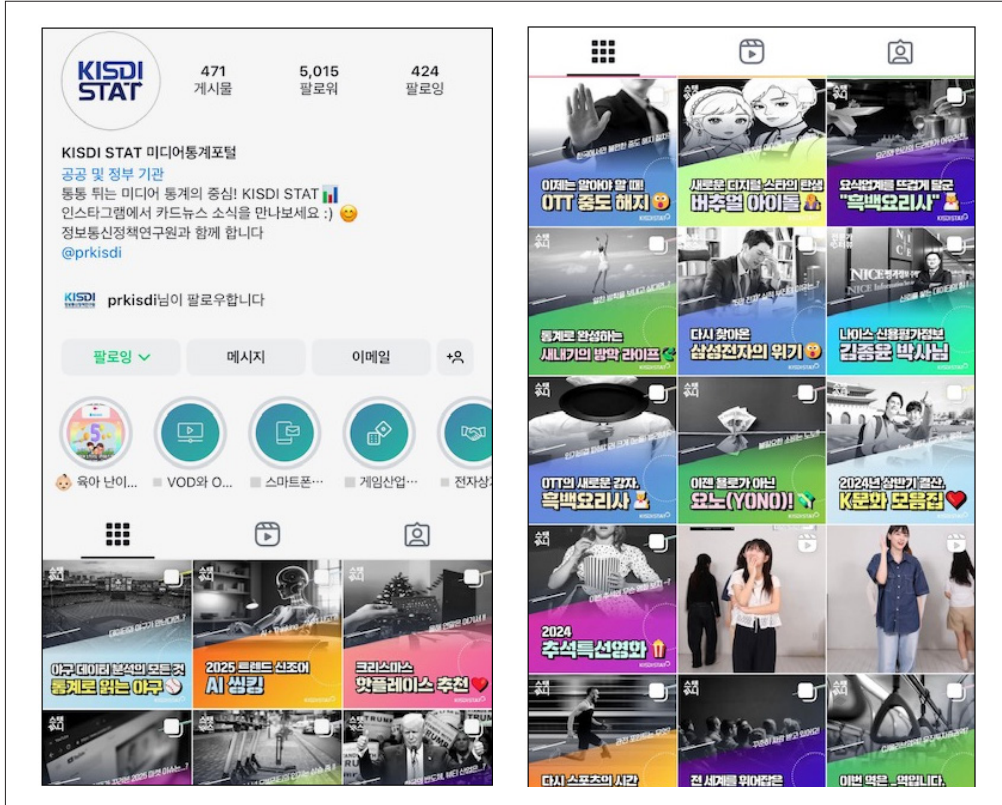 KISDI
STAT
471
게시물
5,015
팔로워
424
팔로잉
KISDI STAT 미디어통계포털
공공 및 정부 기관
통통 튀는 미디어 통계의 중심! KISDI STAT
인스타그램에서 카드뉴스 소식을 만나보세요 :)
정보통신정책연구원과 함께 합니다
@prkisdi
KISDI
prkisdi님이 팔로우합니다
팔로잉
메시지
이메일
육아 난이...
VOD와 O...
스마트폰...
게임산업...
전자상
야구 데이터 분석의 모든 것
통계로 읽는 야구
2025 트렌드 신조어
AI 씽킹
크리스마스
핫플레이스 추천
이제는 알아야 할 때!
OTT 중도 해지
새로운 디지털 스타의 탄생
버추얼 아이돌
요식업계를 뜨겁게 달군
"흑백요리사"
통계로 완성하는
새내기의 방학 라이프
다시 찾아온
삼성전자의 위기
나이스 신용평가정보
김종윤 박사님
OTT의 새로운 강자,
흑백요리사
이젠 욜로가 아닌
요노(YONO)!
2024년 상반기 결산,
K문화 모음집
2024
추석특선영화
다시 스포츠의 시간
전 세계를 휘어잡은
이번 역은 _역입니다.